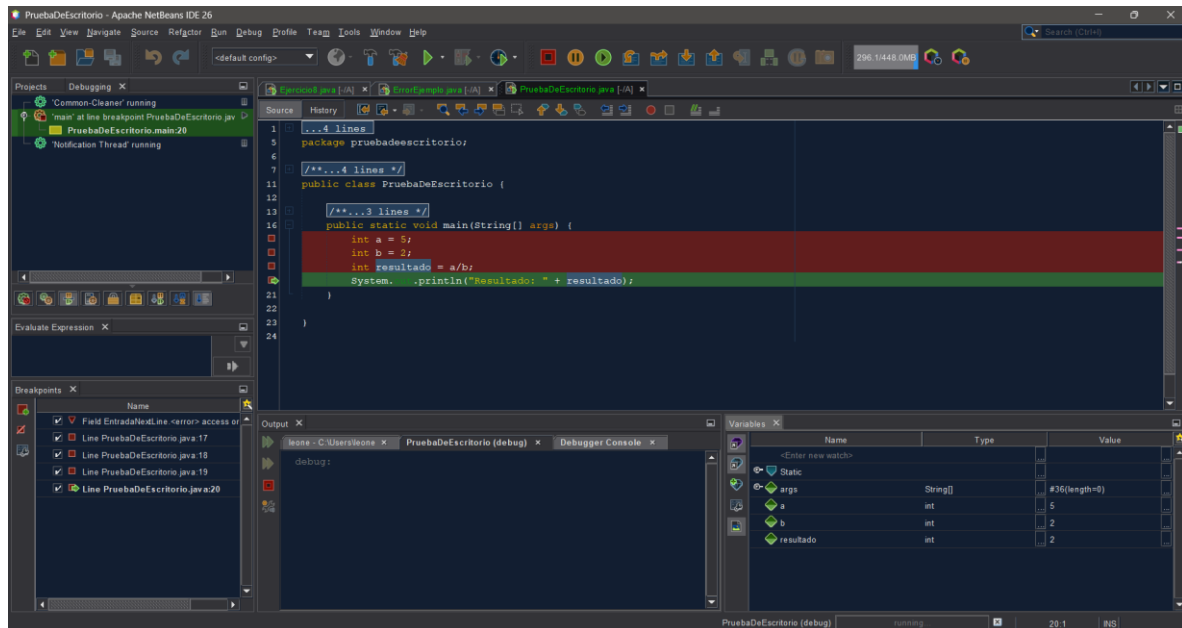 PruebaDeEscritorio - Apache NetBeans IDE 26
File Edit View Navigate Source Refactor Run Debug Profile Team Tools Window Help
Search (Ctrl+I)
<default config>
296.1/448.0MB
Projects Debugging
'Common-Cleaner' running
'main' at line breakpoint PruebaDeEscritorio.jav
PruebaDeEscritorio.main:20
'Notification Thread' running
Evaluate Expression
Breakpoints
Name
Field EntradaNextLine.<error> access or
Line PruebaDeEscritorio.java:17
Line PruebaDeEscritorio.java:18
Line PruebaDeEscritorio.java:19
Line PruebaDeEscritorio.java:20
Ejercicio8.java [-/A] ErrorEjemplo.java [-/A] PruebaDeEscritorio.java [-/A]
Source History
1 ...4 lines
5 package pruebadeescritorio;
6
7 /**...4 lines */
11 public class PruebaDeEscritorio {
12
13 /**...3 lines */
16 public static void main(String[] args) {
int a = 5;
int b = 2;
int resultado = a/b;
System. .println("Resultado: " + resultado);
21 }
22
23 }
24
Output
leone - C:\Users\leone PruebaDeEscritorio (debug) Debugger Console
debug:
Variables
Name Type Value
<Enter new watch>
Static
args String[] #36(length=0)
a int 5
b int 2
resultado int 2
PruebaDeEscritorio (debug) running... 20:1 INS